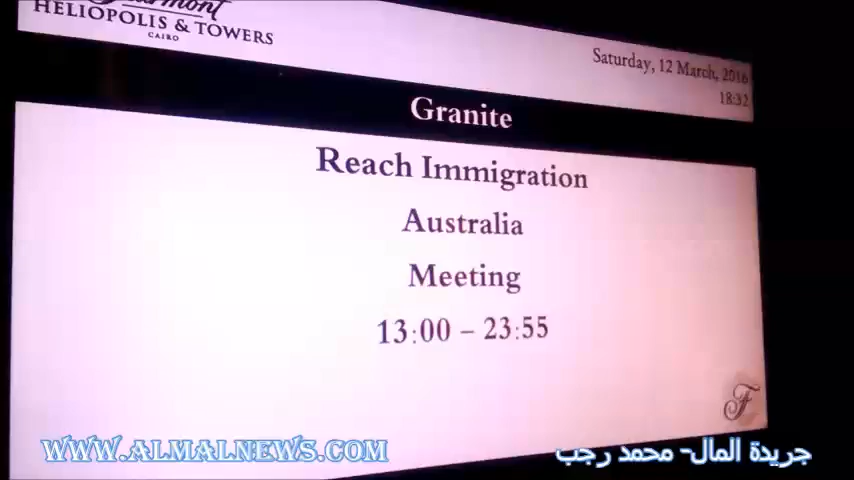 Fairmont
HELIOPOLIS & TOWERS
CAIRO
Saturday, 12 March, 2016
18:32
Granite
Reach Immigration
Australia
Meeting
13:00 – 23:55
F
WWW.ALMALNEWS.COM
جريدة المال- محمد رجب